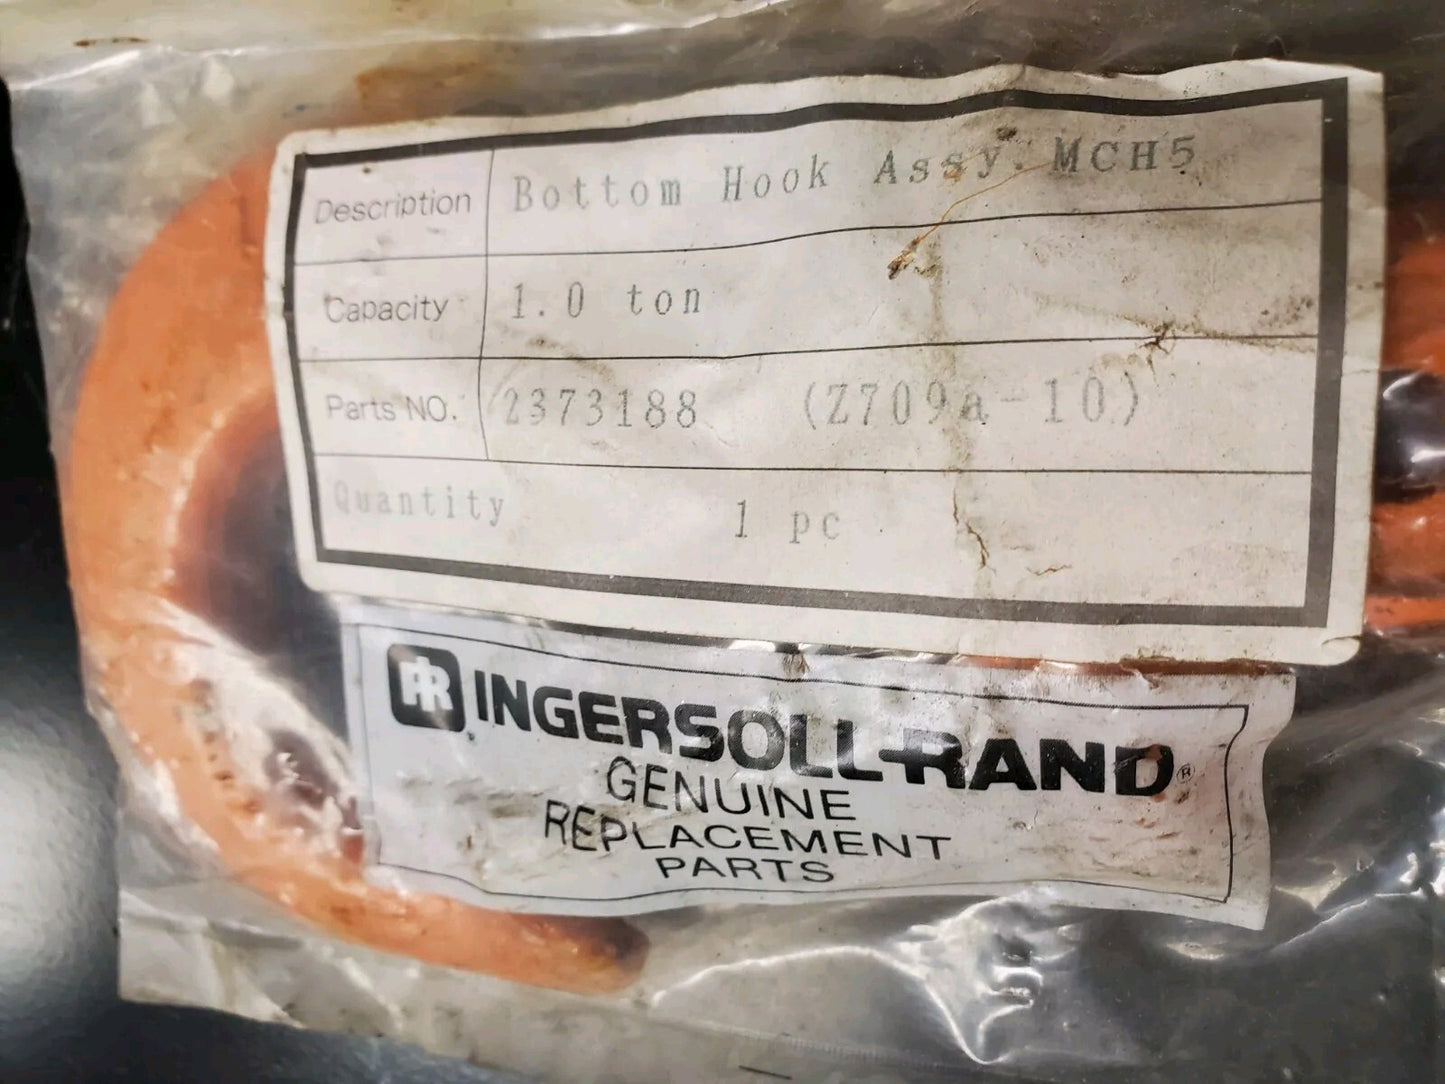 Description Bottom Hook Assy. MCH5
Capacity 1.0 ton
Parts NO. 2373188 (Z709a-10)
Quantity 1 pc
IR® INGERSOLL-RAND®
GENUINE
REPLACEMENT
PARTS